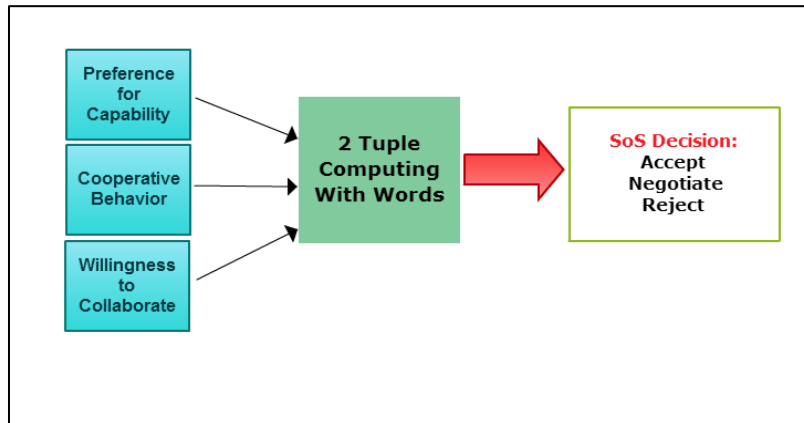 Preference
for
Capability
Cooperative
Behavior
Willingness
to
Collaborate
2 Tuple
Computing
With Words
SoS Decision:
Accept
Negotiate
Reject